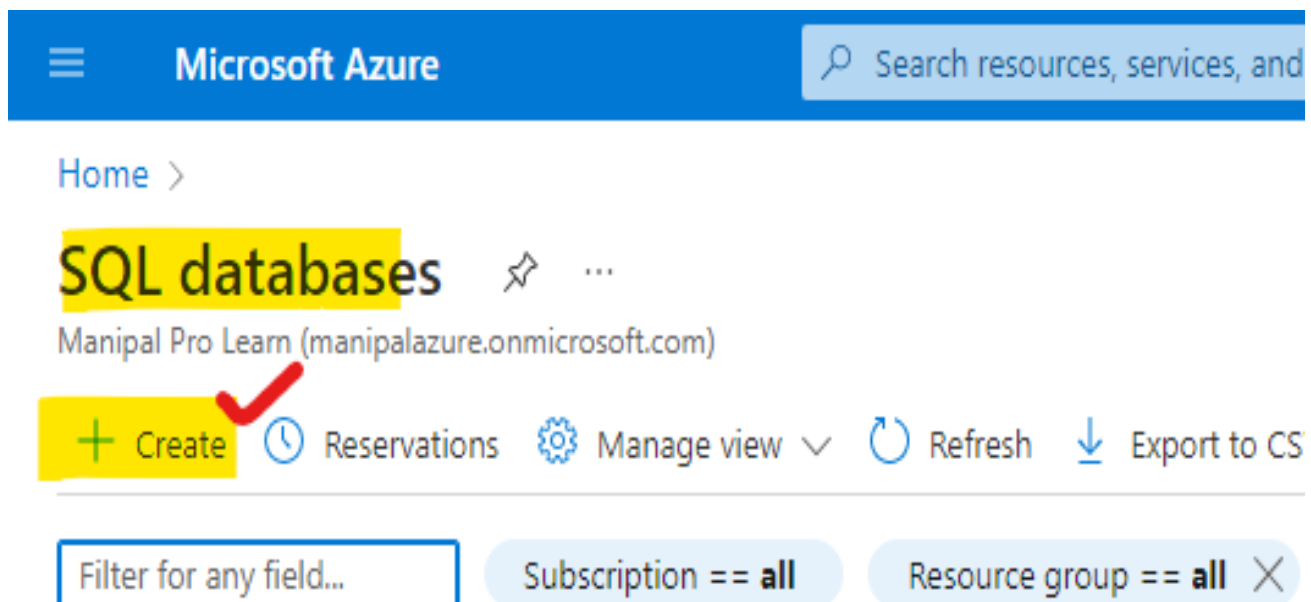 Microsoft Azure Search resources, services, and
Home >
SQL databases ...
Manipal Pro Learn (manipalazure.onmicrosoft.com)
+ Create Reservations Manage view Refresh Export to CS
Filter for any field... Subscription == all Resource group == all